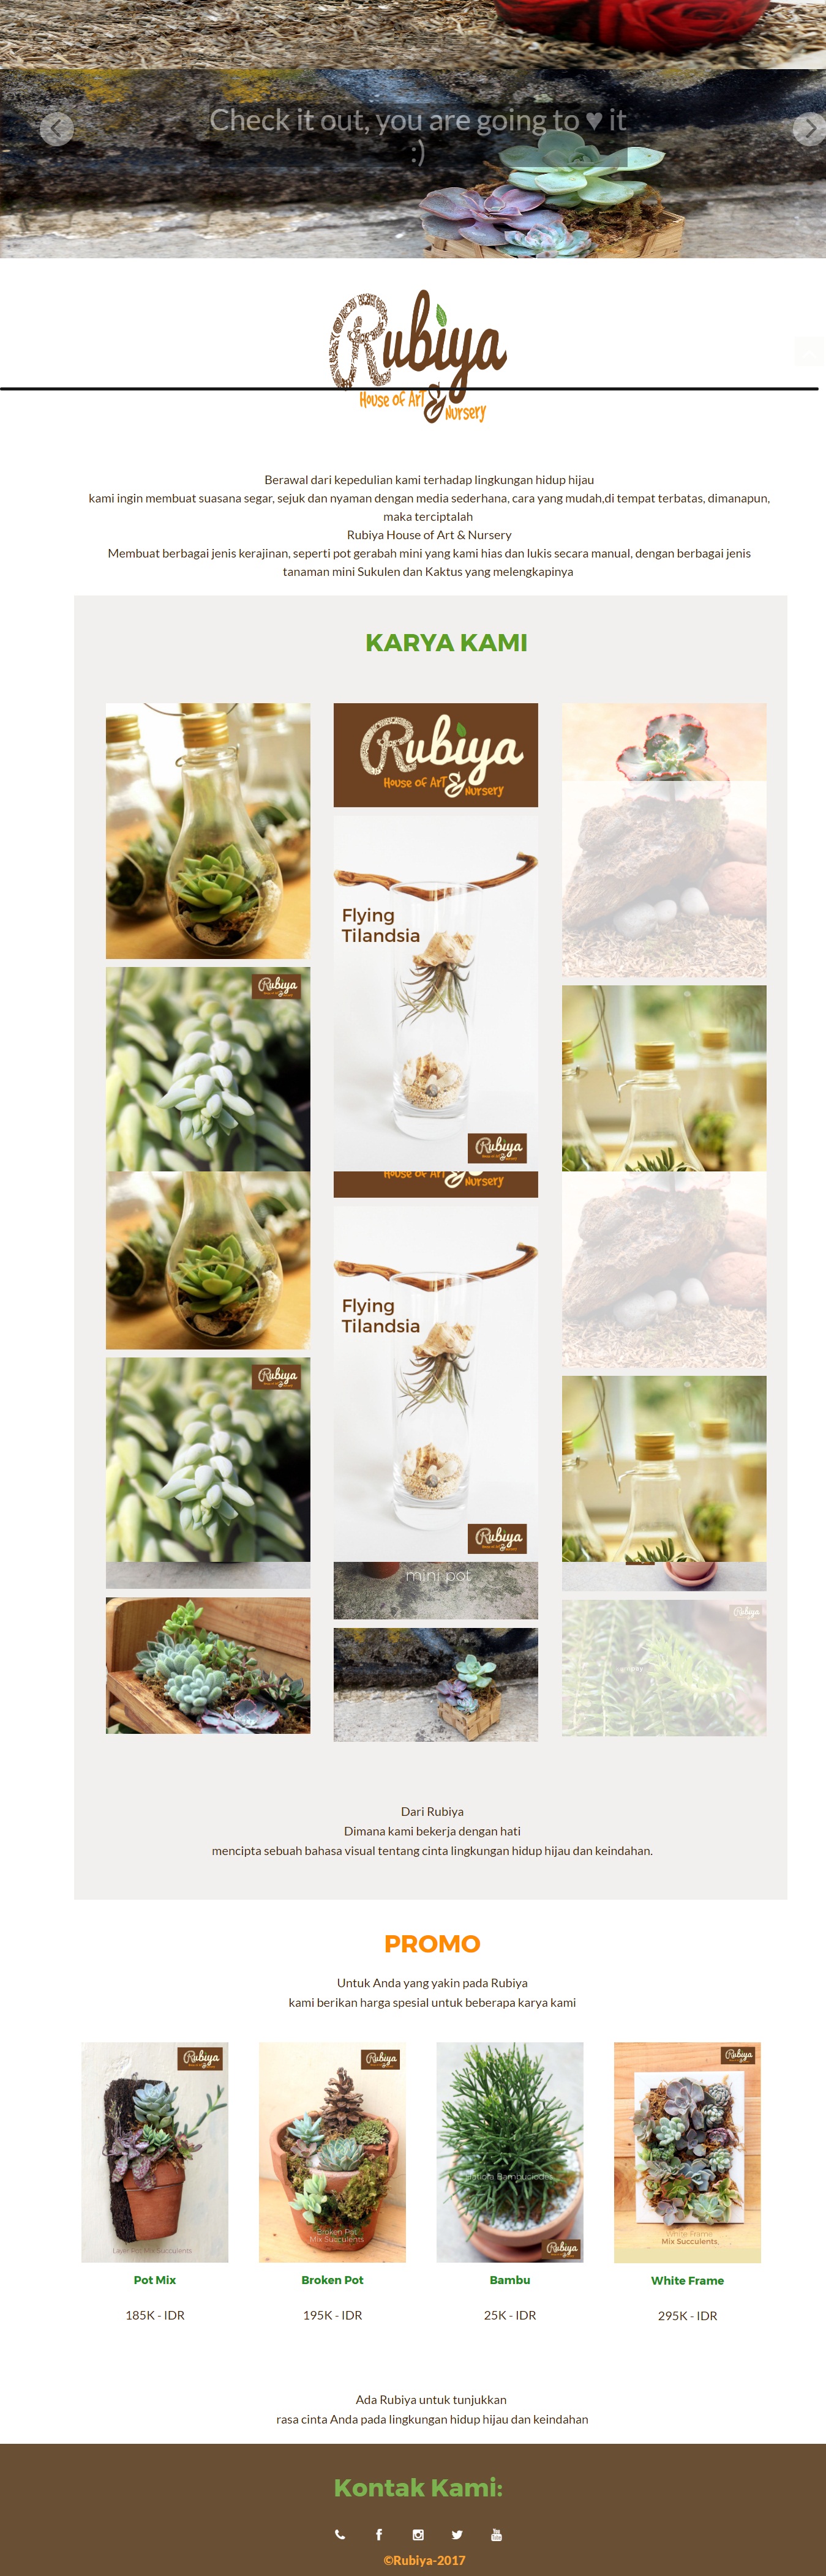 Check it out, you are going to ♥ it
:)
Rubiya
House of Art & Nursery
Berawal dari kepedulian kami terhadap lingkungan hidup hijau
kami ingin membuat suasana segar, sejuk dan nyaman dengan media sederhana, cara yang mudah,di tempat terbatas, dimanapun,
maka terciptalah
Rubiya House of Art & Nursery
Membuat berbagai jenis kerajinan, seperti pot gerabah mini yang kami hias dan lukis secara manual, dengan berbagai jenis
tanaman mini Sukulen dan Kaktus yang melengkapinya
KARYA KAMI
Rubiya
House of Art & Nursery
Flying
Tilandsia
Rubiya
Rubiya
House of Art & Nursery
Flying
Tilandsia
Rubiya
Rubiya
mini pot
Rubiya
Dari Rubiya
Dimana kami bekerja dengan hati
mencipta sebuah bahasa visual tentang cinta lingkungan hidup hijau dan keindahan.
PROMO
Untuk Anda yang yakin pada Rubiya
kami berikan harga spesial untuk beberapa karya kami
Rubiya
Rubiya
Rubiya
Broken Pot
Mix Succulents
Rubiya
White Frame
Mix Succulents.
Pot Mix
Broken Pot
Bambu
White Frame
185K - IDR
195K - IDR
25K - IDR
295K - IDR
Ada Rubiya untuk tunjukkan
rasa cinta Anda pada lingkungan hidup hijau dan keindahan
Kontak Kami:
©Rubiya-2017